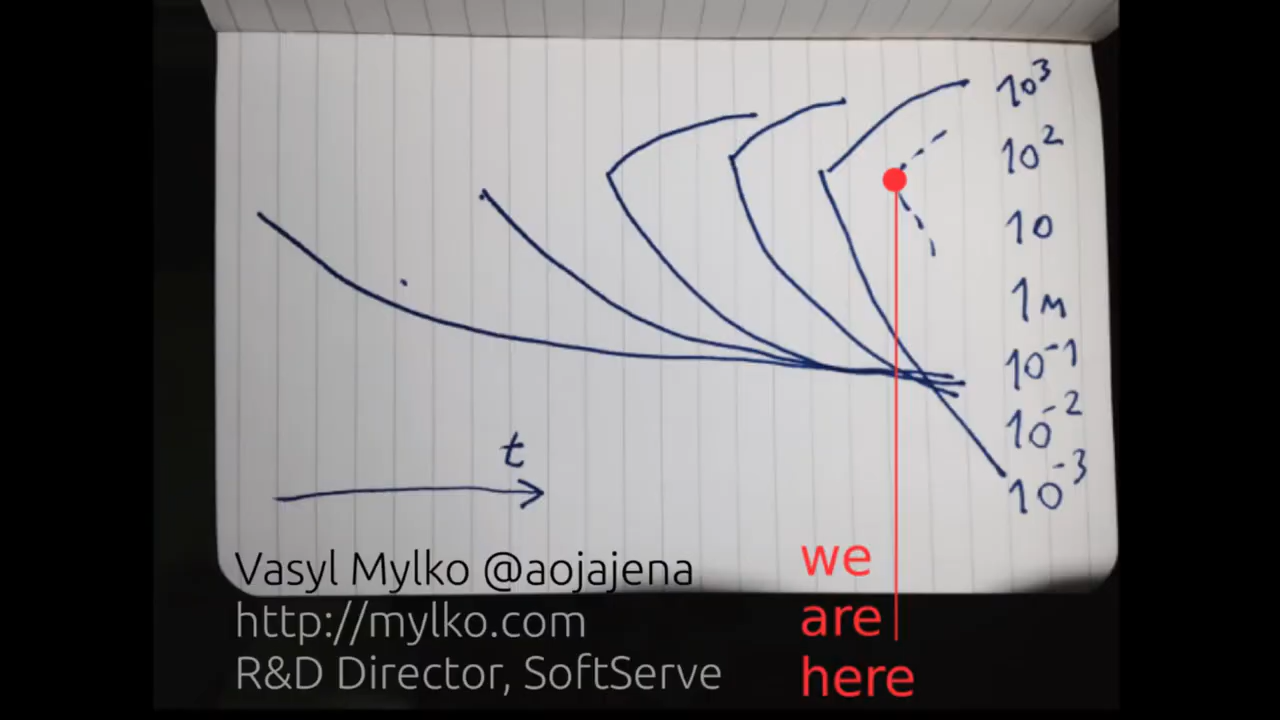 10³
10²
10
1м
10⁻¹
10⁻²
10⁻³
t
Vasyl Mylko @aojajena
http://mylko.com
R&D Director, SoftServe
we
are
here